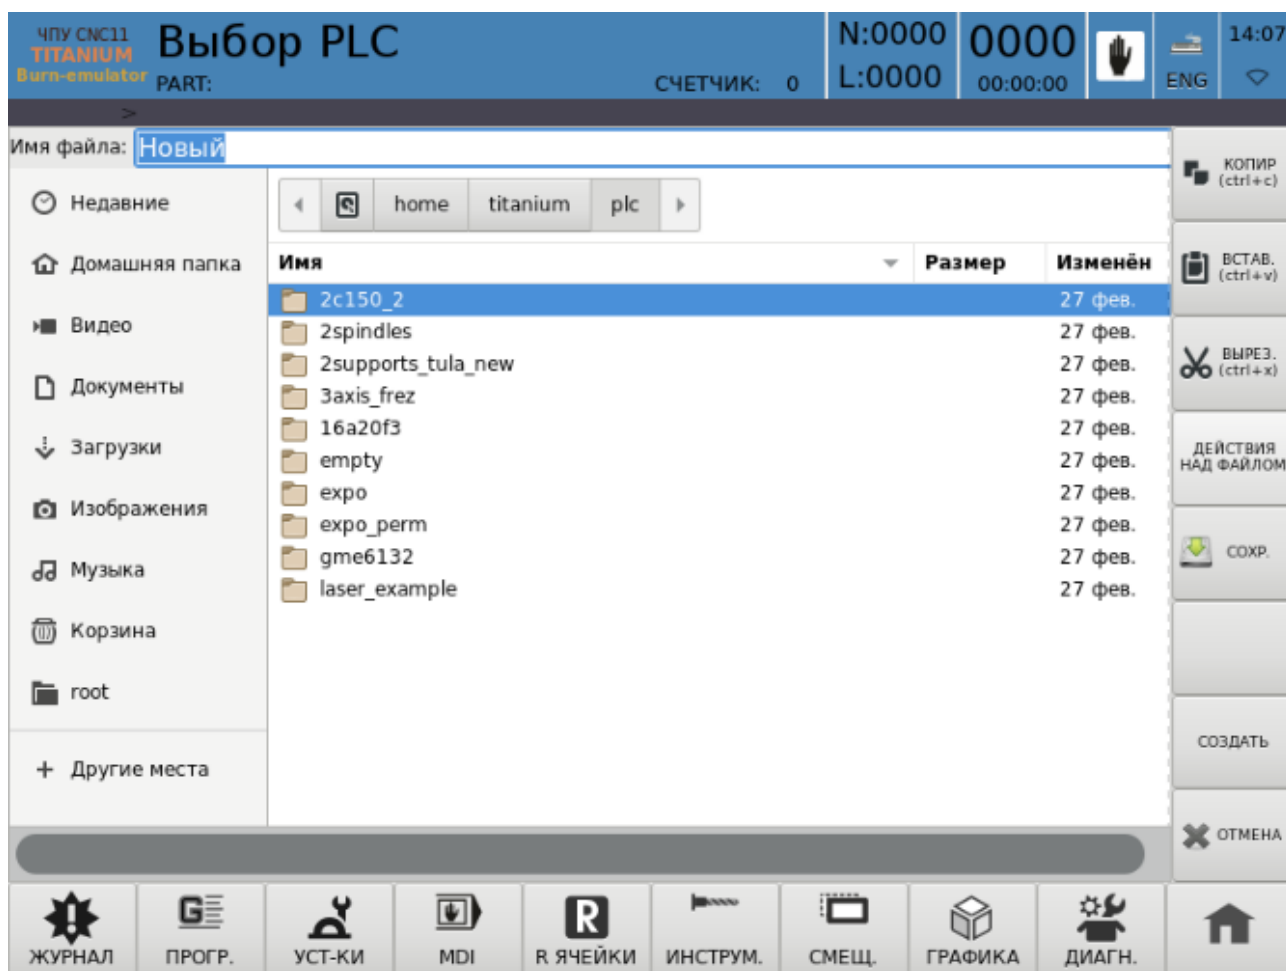 ЧПУ CNC11
TITANIUM
Burn-emulator
Выбор PLC
PART:
СЧЕТЧИК: 0
N:0000
L:0000
0000
00:00:00
ENG
14:07
>
Имя файла: Новый
Недавние
Домашняя папка
Видео
Документы
Загрузки
Изображения
Музыка
Корзина
root
+ Другие места
home titanium plc
Имя Размер Изменён
2c150_2 27 фев.
2spindles 27 фев.
2supports_tula_new 27 фев.
3axis_frez 27 фев.
16a20f3 27 фев.
empty 27 фев.
expo 27 фев.
expo_perm 27 фев.
gme6132 27 фев.
laser_example 27 фев.
КОПИР
(ctrl+c)
ВСТАВ.
(ctrl+v)
ВЫРЕЗ.
(ctrl+x)
ДЕЙСТВИЯ
НАД ФАЙЛОМ
СОХР.
СОЗДАТЬ
ОТМЕНА
ЖУРНАЛ
G
ПРОГР.
УСТ-КИ
MDI
R
R ЯЧЕЙКИ
ИНСТРУМ.
СМЕЩ.
ГРАФИКА
ДИАГН.